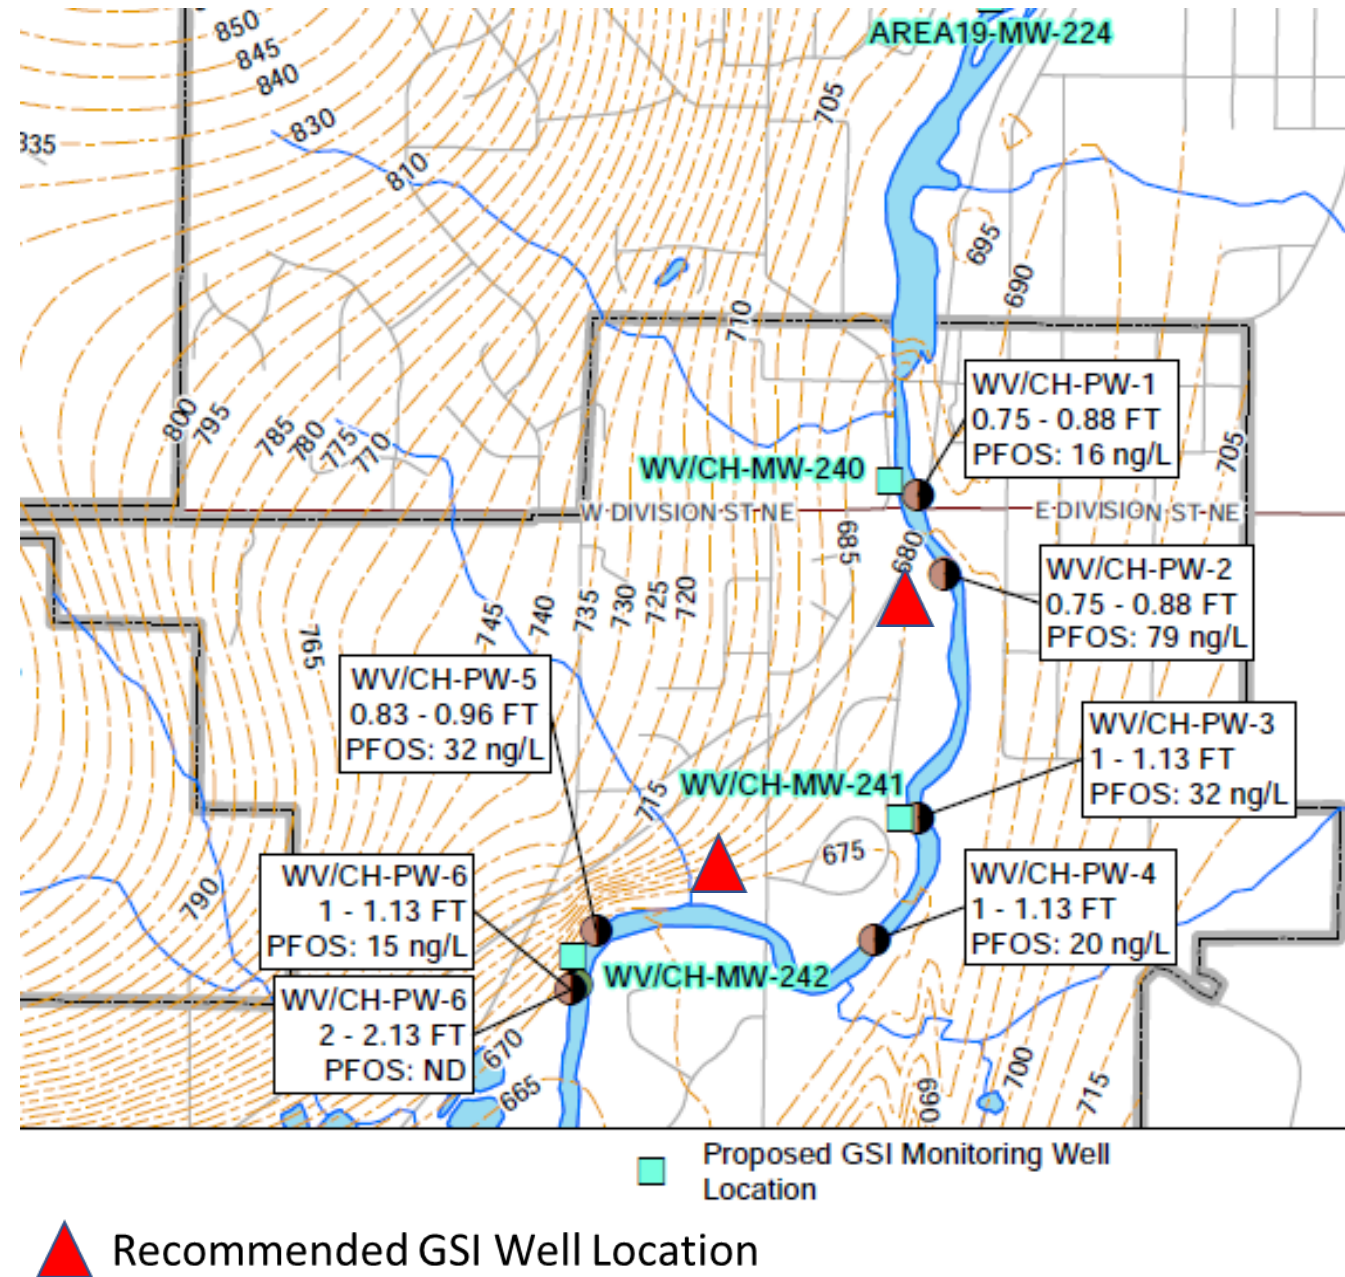 AREA19-MW-224
850
845
840
830
835
810
705
695
690
710
800
795
785
780
775
770
705
WV/CH-PW-1
0.75 - 0.88 FT
PFOS: 16 ng/L
WV/CH-MW-240
W DIVISION ST NE
E DIVISION ST NE
685
680
WV/CH-PW-2
0.75 - 0.88 FT
PFOS: 79 ng/L
765
745
740
735
730
725
720
WV/CH-PW-5
0.83 - 0.96 FT
PFOS: 32 ng/L
WV/CH-PW-3
1 - 1.13 FT
PFOS: 32 ng/L
WV/CH-MW-241
715
675
790
WV/CH-PW-6
1 - 1.13 FT
PFOS: 15 ng/L
WV/CH-PW-4
1 - 1.13 FT
PFOS: 20 ng/L
WV/CH-MW-242
WV/CH-PW-6
2 - 2.13 FT
PFOS: ND
670
665
690
700
715
Proposed GSI Monitoring Well
Location
Recommended GSI Well Location